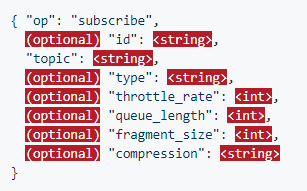 { "op": "subscribe",
(optional) "id": <string>,
"topic": <string>,
(optional) "type": <string>,
(optional) "throttle_rate": <int>,
(optional) "queue_length": <int>,
(optional) "fragment_size": <int>,
(optional) "compression": <string>
}